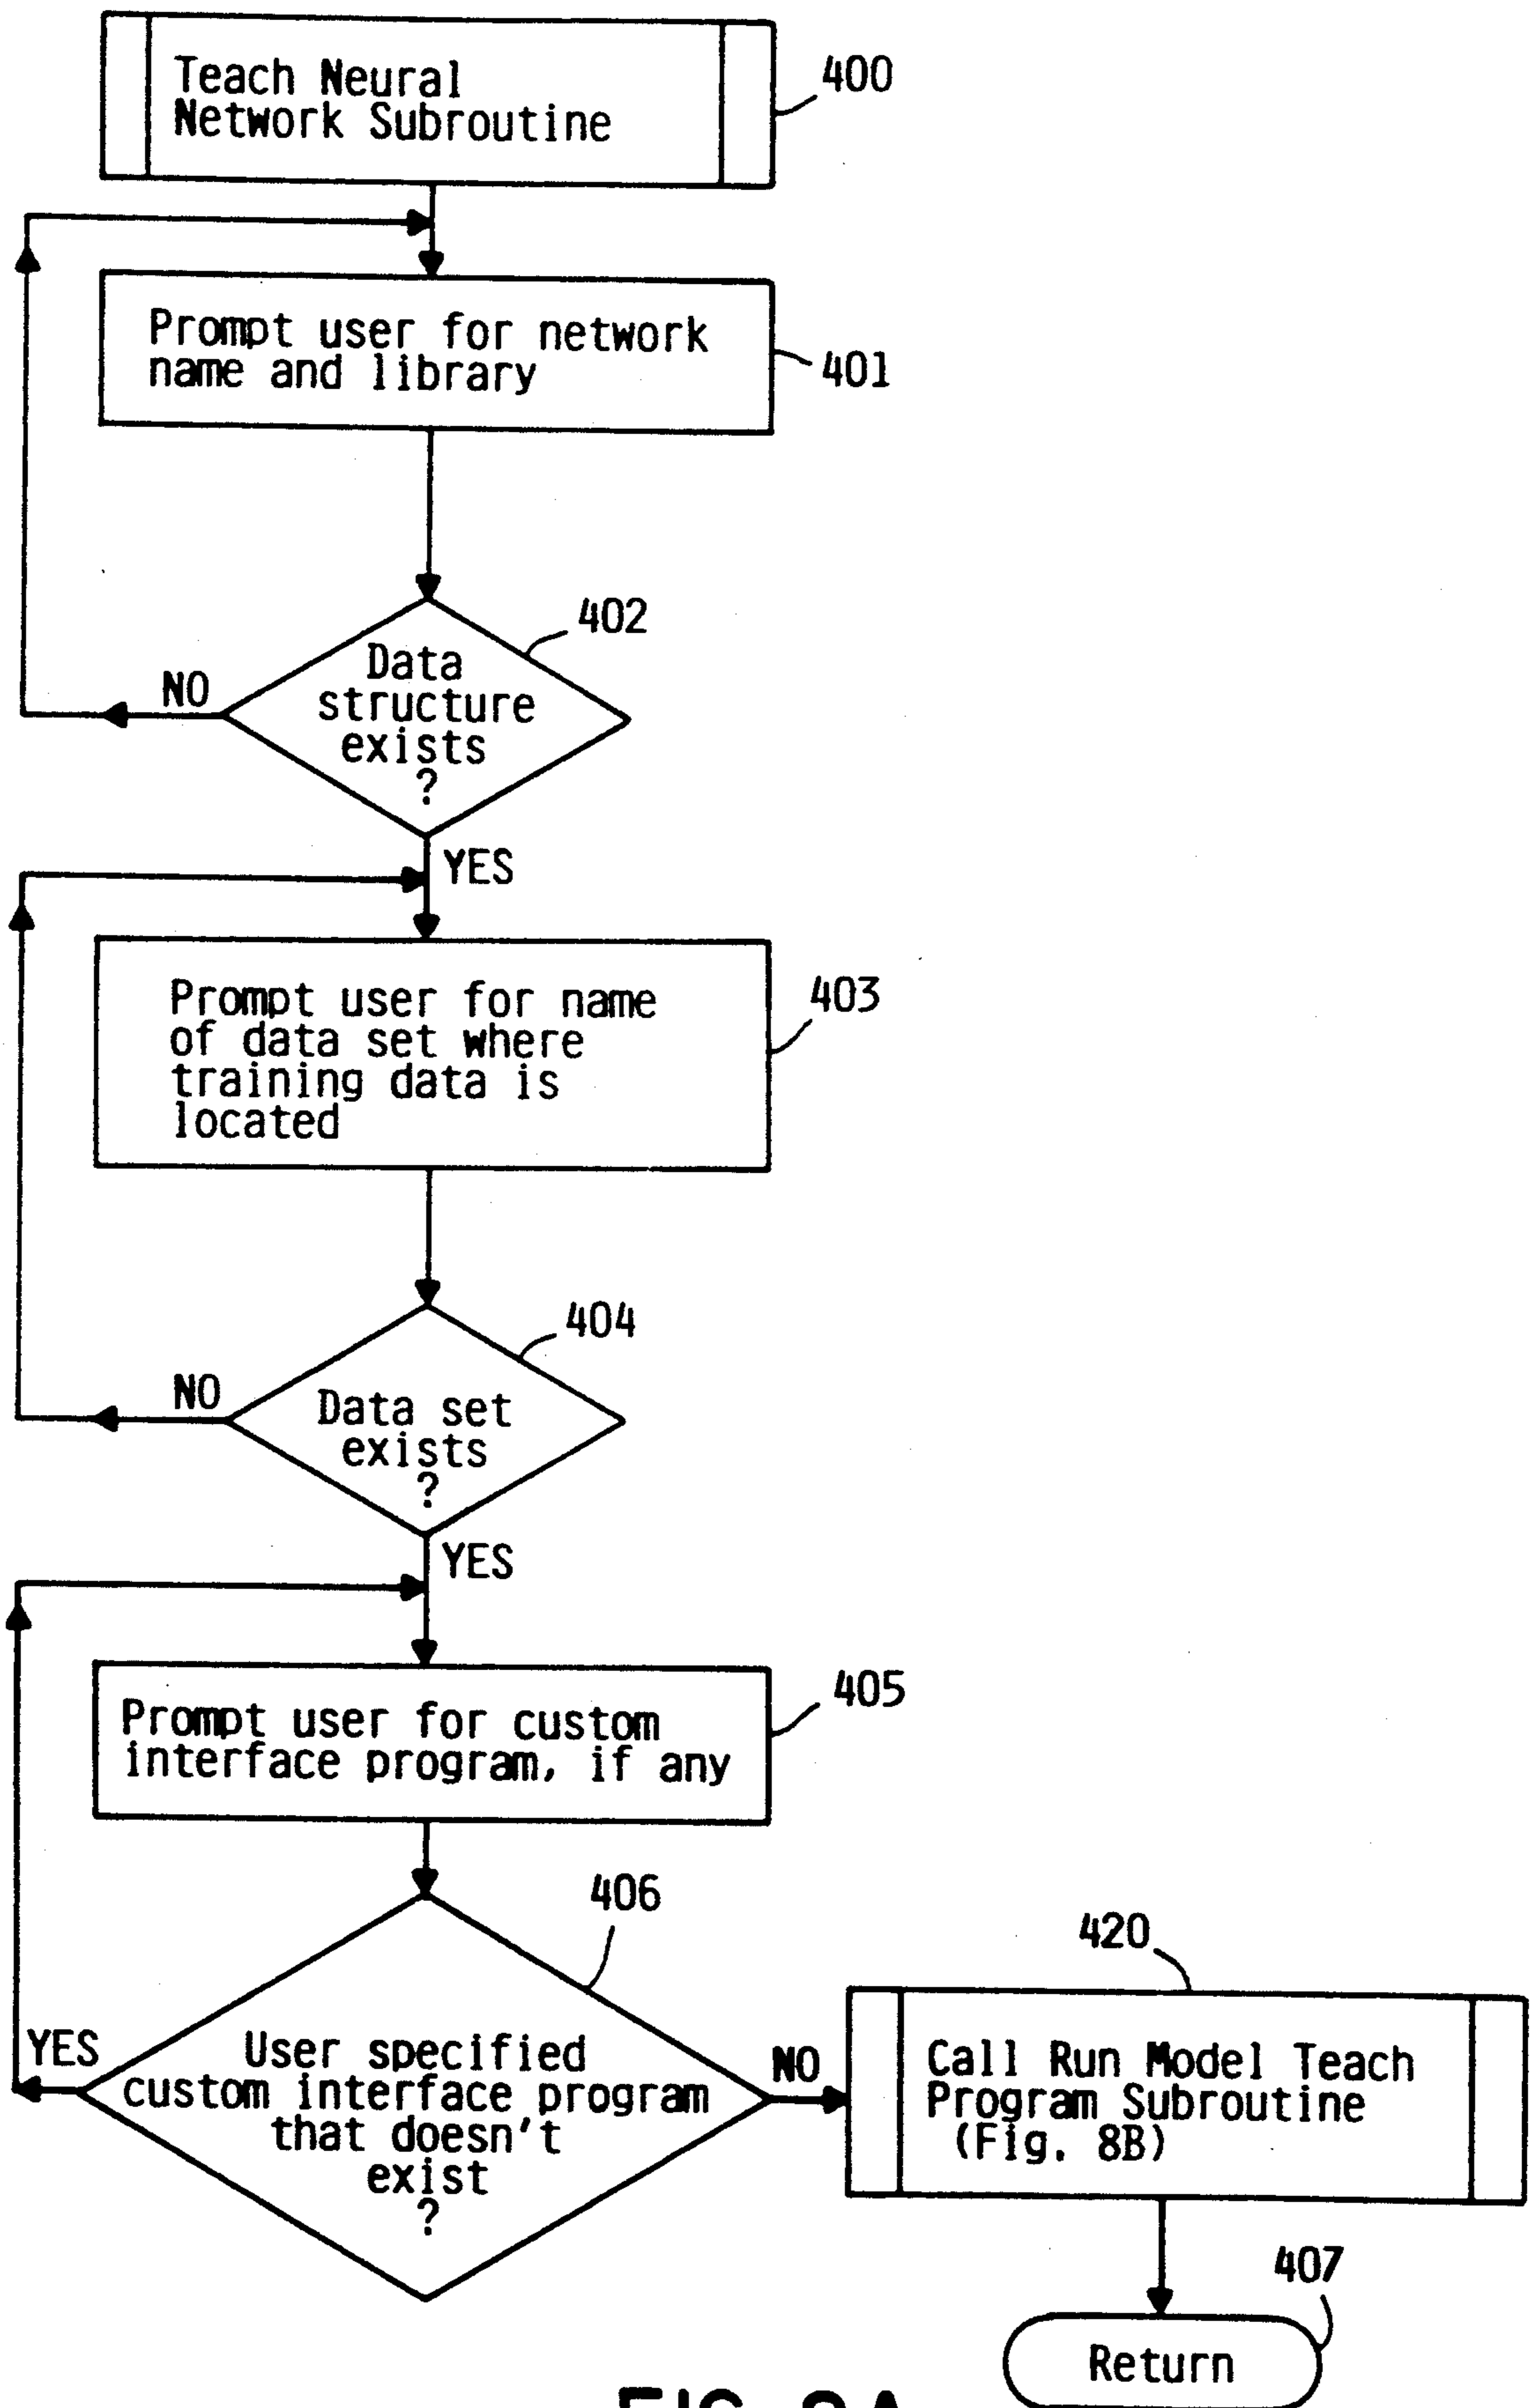 Teach Neural
Network Subroutine
400
Prompt user for network
name and library
401
402
Data
structure
exists
?
NO
YES
Prompt user for name
of data set where
training data is
located
403
404
Data set
exists
?
NO
YES
Prompt user for custom
interface program, if any
405
406
User specified
custom interface program
that doesn't
exist
?
YES
NO
420
Call Run Model Teach
Program Subroutine
(Fig. 8B)
407
Return